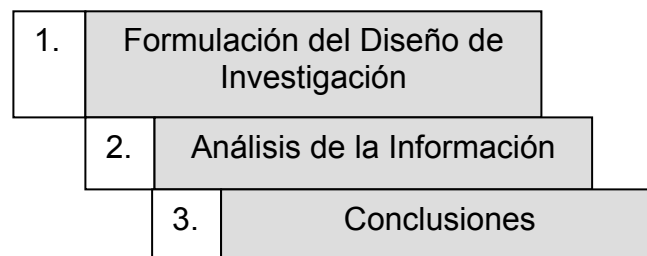 1. Formulación del Diseño de
Investigación
2. Análisis de la Información
3. Conclusiones